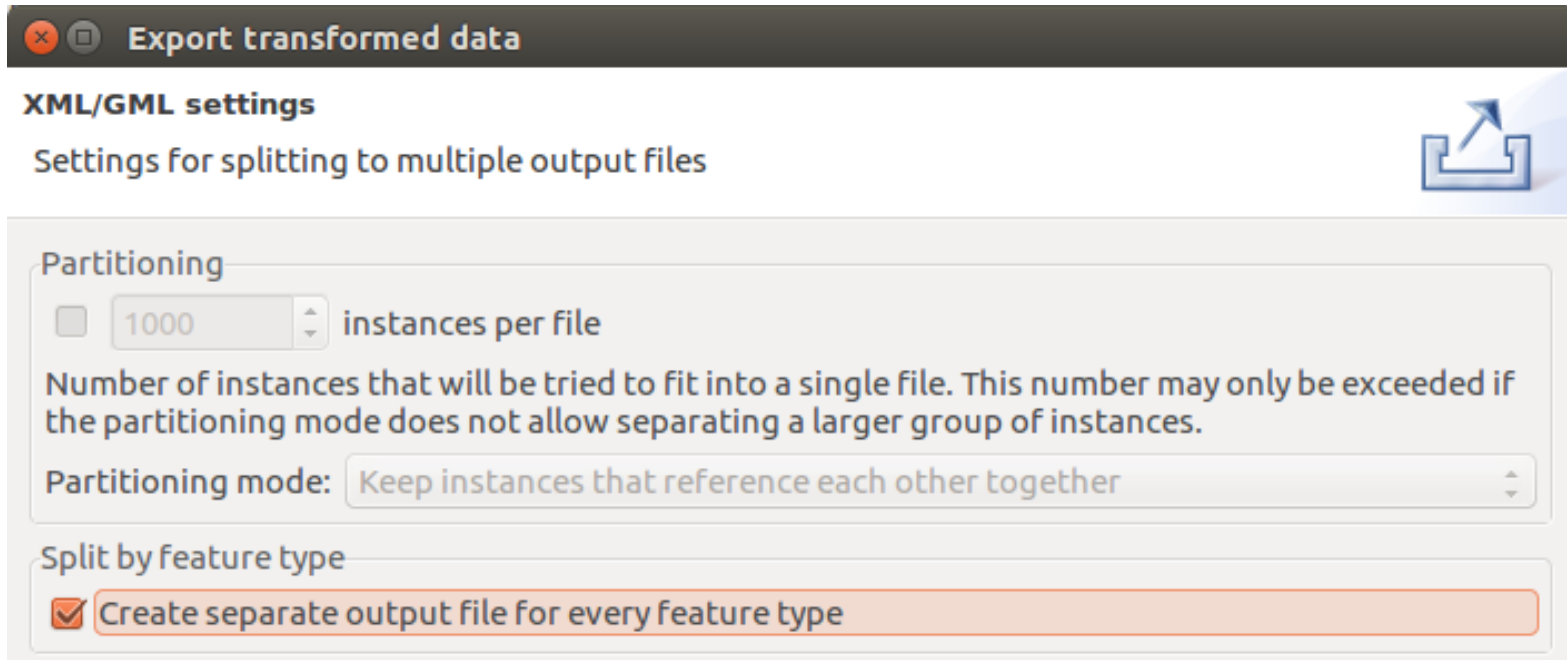 Export transformed data
XML/GML settings
Settings for splitting to multiple output files
Partitioning
1000 instances per file
Number of instances that will be tried to fit into a single file. This number may only be exceeded if
the partitioning mode does not allow separating a larger group of instances.
Partitioning mode: Keep instances that reference each other together
Split by feature type
Create separate output file for every feature type